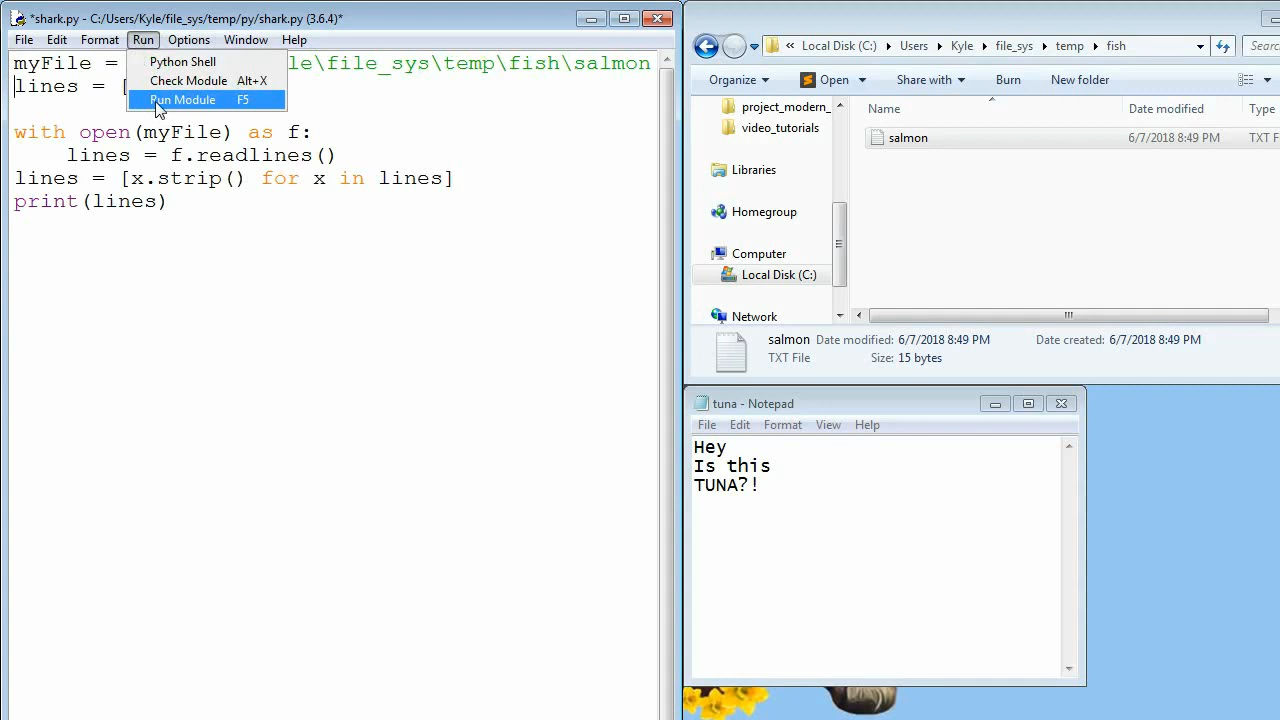 *shark.py - C:/Users/Kyle/file_sys/temp/py/shark.py (3.6.4)*
File Edit Format Run Options Window Help
Python Shell
Check Module Alt+X
Run Module F5
myFile = le\file_sys\temp\fish\salmon
lines = [
with open(myFile) as f:
lines = f.readlines()
lines = [x.strip() for x in lines]
print(lines)
« Local Disk (C:) Users Kyle file_sys temp fish
Organize Open Share with Burn New folder
project_modern_
video_tutorials
Libraries
Homegroup
Computer
Local Disk (C:)
Network
Name Date modified
salmon 6/7/2018 8:49 PM TXT F
salmon Date modified: 6/7/2018 8:49 PM Date created: 6/7/2018 8:49 PM
TXT File Size: 15 bytes
tuna - Notepad
File Edit Format View Help
Hey
Is this
TUNA?!